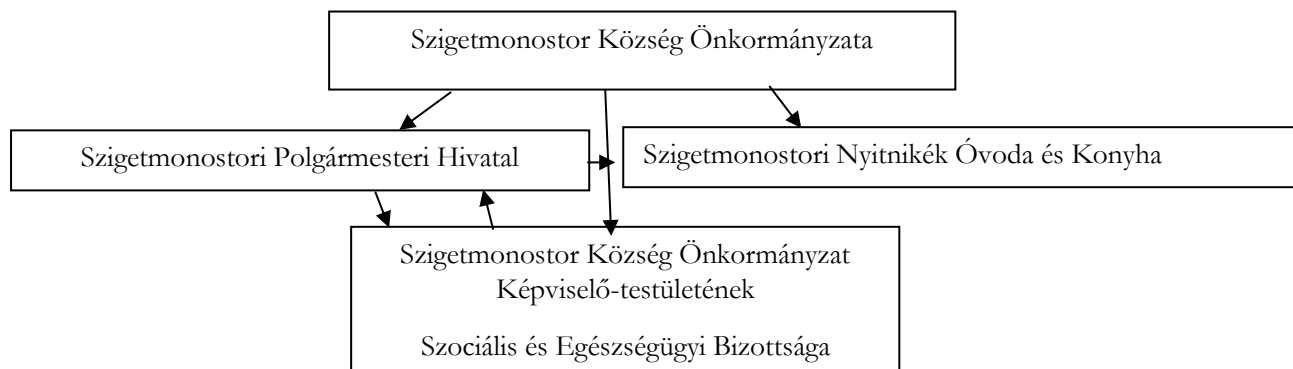 Szigetmonostor Község Önkormányzata
Szigetmonostori Polgármesteri Hivatal
Szigetmonostori Nyitnikék Óvoda és Konyha
Szigetmonostor Község Önkormányzat
Képviselő-testületének
Szociális és Egészségügyi Bizottsága